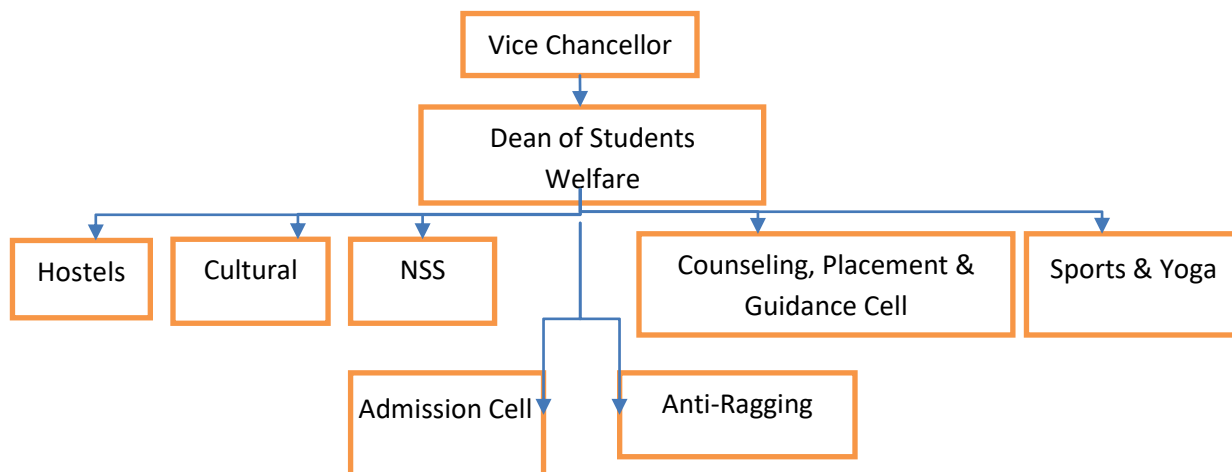 Vice Chancellor
Dean of Students
Welfare
Hostels
Cultural
NSS
Counseling, Placement &
Guidance Cell
Sports & Yoga
Admission Cell
Anti-Ragging